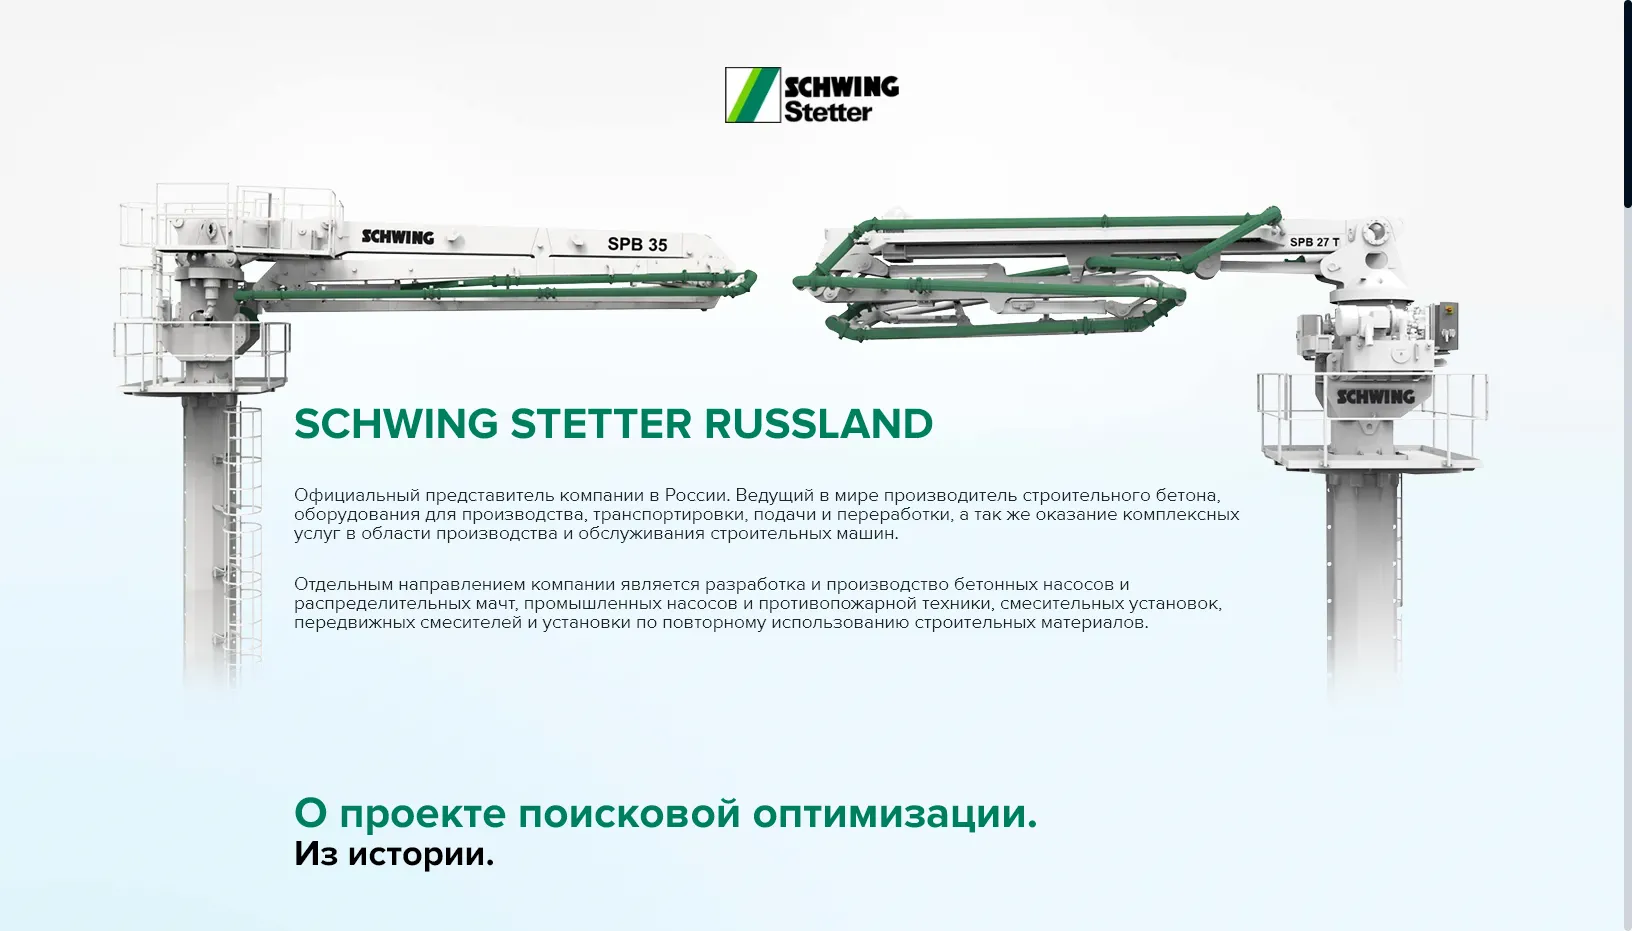 SCHWING
Stetter
SCHWING
SPB 35
SPB 27 T
SCHWING
SCHWING STETTER RUSSLAND
Официальный представитель компании в России. Ведущий в мире производитель строительного бетона,
оборудования для производства, транспортировки, подачи и переработки, а так же оказание комплексных
услуг в области производства и обслуживания строительных машин.
Отдельным направлением компании является разработка и производство бетонных насосов и
распределительных мачт, промышленных насосов и противопожарной техники, смесительных установок,
передвижных смесителей и установки по повторному использованию строительных материалов.
О проекте поисковой оптимизации.
Из истории.